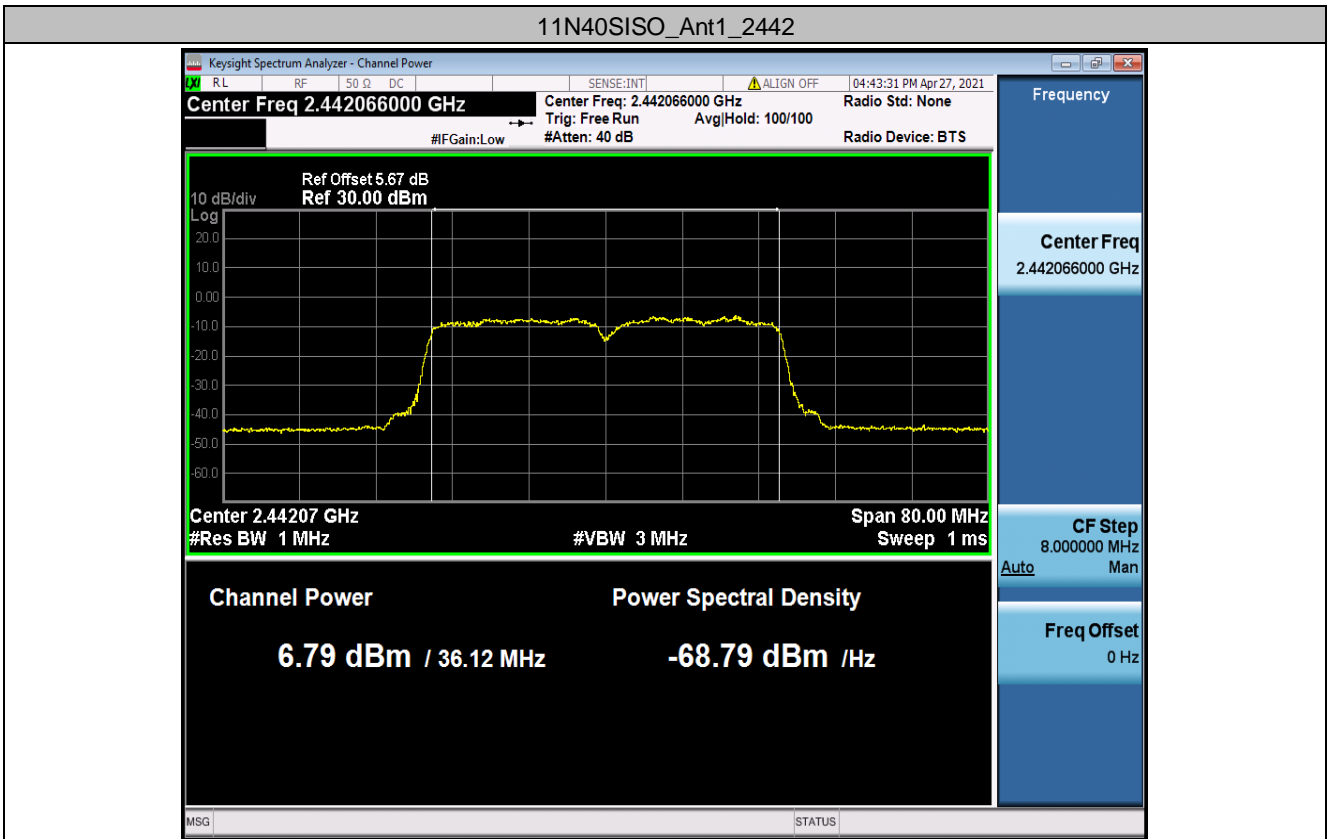 11N40SISO_Ant1_2442
Keysight Spectrum Analyzer - Channel Power
LXI RL RF 50 Ω DC SENSE:INT ALIGN OFF 04:43:31 PM Apr 27, 2021
Center Freq 2.442066000 GHz
#IFGain:Low
Center Freq: 2.442066000 GHz
Trig: Free Run Avg|Hold: 100/100
#Atten: 40 dB
Radio Std: None
Radio Device: BTS
Ref Offset 5.67 dB
10 dB/div Ref 30.00 dBm
Log
20.0
10.0
0.00
-10.0
-20.0
-30.0
-40.0
-50.0
-60.0
Center 2.44207 GHz Span 80.00 MHz
#Res BW 1 MHz #VBW 3 MHz Sweep 1 ms
Channel Power Power Spectral Density
6.79 dBm / 36.12 MHz -68.79 dBm /Hz
Frequency
Center Freq
2.442066000 GHz
CF Step
8.000000 MHz
Auto Man
Freq Offset
0 Hz
MSG STATUS